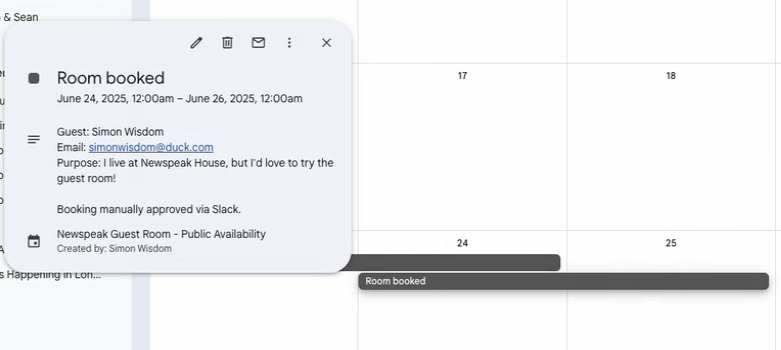 & Sean
Room booked
June 24, 2025, 12:00am – June 26, 2025, 12:00am
Guest: Simon Wisdom
Email: simonwisdom@duck.com
Purpose: I live at Newspeak House, but I'd love to try the
guest room!
Booking manually approved via Slack.
Newspeak Guest Room - Public Availability
Created by: Simon Wisdom
s Happening in Lon...
17
18
24
25
Room booked